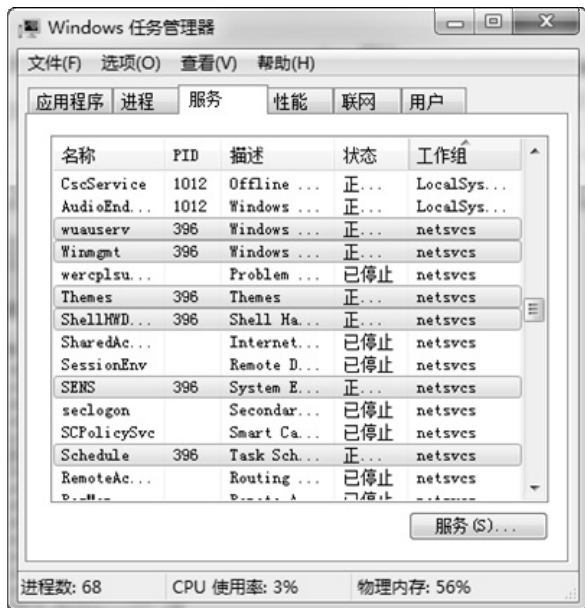 Windows 任务管理器
文件(F) 选项(O) 查看(V) 帮助(H)
应用程序 进程 服务 性能 联网 用户
名称 PID 描述 状态 工作组
CscService 1012 Offline ... 正... LocalSys...
AudioEnd... 1012 Windows ... 正... LocalSys...
wuauserv 396 Windows ... 正... netsvcs
Winmgmt 396 Windows ... 正... netsvcs
wercplsu... Problem ... 已停止 netsvcs
Themes 396 Themes 正... netsvcs
ShellHWD... 396 Shell Ha... 正... netsvcs
SharedAc... Internet... 已停止 netsvcs
SessionEnv Remote D... 已停止 netsvcs
SENS 396 System E... 正... netsvcs
seclogon Secondar... 已停止 netsvcs
SCPolicySvc Smart Ca... 已停止 netsvcs
Schedule 396 Task Sch... 正... netsvcs
RemoteAc... Routing ... 已停止 netsvcs
服务(S)...
进程数: 68 CPU 使用率: 3% 物理内存: 56%